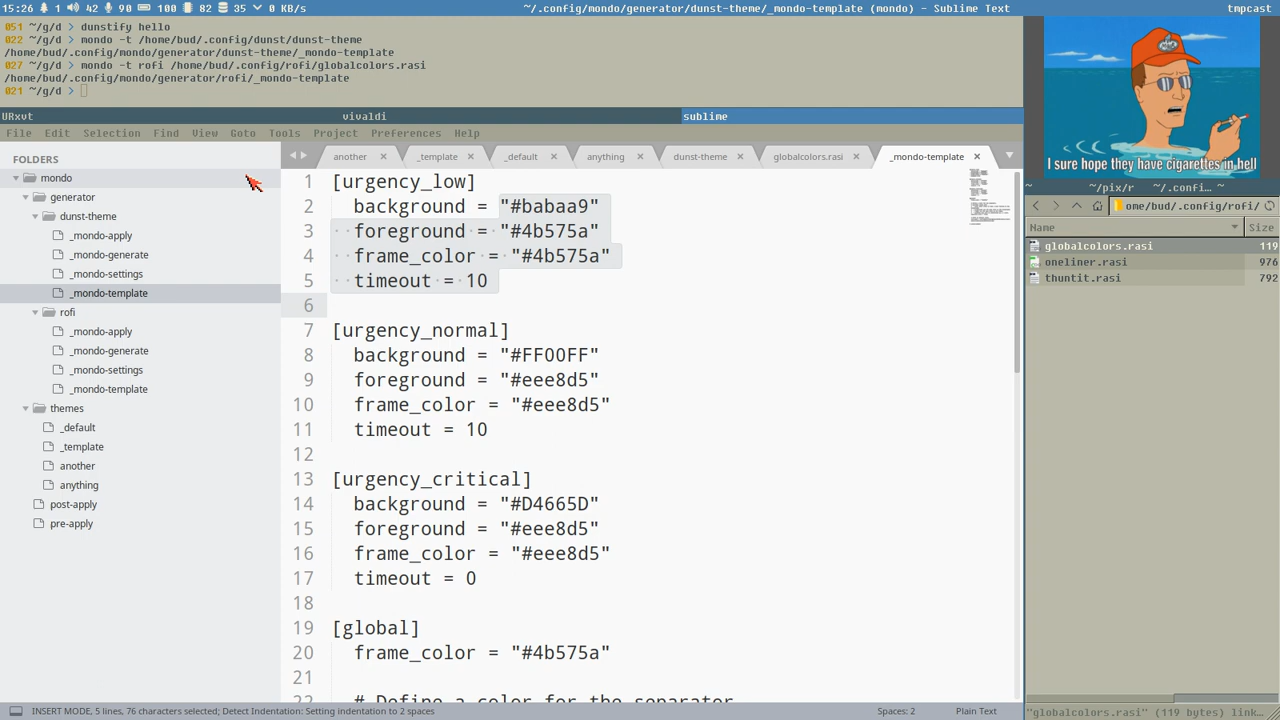 15:26 1 42 90 100 82 35 0 KB/s ~/.config/mondo/generator/dunst-theme/_mondo-template (mondo) - Sublime Text tmpcast
051 ~/g/d > dunstify hello
022 ~/g/d > mondo -t /home/bud/.config/dunst/dunst-theme
/home/bud/.config/mondo/generator/dunst-theme/_mondo-template
027 ~/g/d > mondo -t rofi /home/bud/.config/rofi/globalcolors.rasi
/home/bud/.config/mondo/generator/rofi/_mondo-template
021 ~/g/d >
URxvt vivaldi sublime
File Edit Selection Find View Goto Tools Project Preferences Help
FOLDERS
mondo
generator
dunst-theme
_mondo-apply
_mondo-generate
_mondo-settings
_mondo-template
rofi
_mondo-apply
_mondo-generate
_mondo-settings
_mondo-template
themes
_default
_template
another
anything
post-apply
pre-apply
another _template _default anything dunst-theme globalcolors.rasi _mondo-template
1 [urgency_low]
2 background = "#babaa9"
3 foreground = "#4b575a"
4 frame_color = "#4b575a"
5 timeout = 10
6
7 [urgency_normal]
8 background = "#FF00FF"
9 foreground = "#eee8d5"
10 frame_color = "#eee8d5"
11 timeout = 10
12
13 [urgency_critical]
14 background = "#D4665D"
15 foreground = "#eee8d5"
16 frame_color = "#eee8d5"
17 timeout = 0
18
19 [global]
20 frame_color = "#4b575a"
21
22 # Define a color for the separator
INSERT MODE, 5 lines, 76 characters selected; Detect Indentation: Setting indentation to 2 spaces Spaces: 2 Plain Text
I sure hope they have cigarettes in hell
~ ~/pix/r ~/.confi...
ome/bud/.config/rofi/
Name Size
globalcolors.rasi 119
oneliner.rasi 976
thuntit.rasi 792
"globalcolors.rasi" (119 bytes) link...